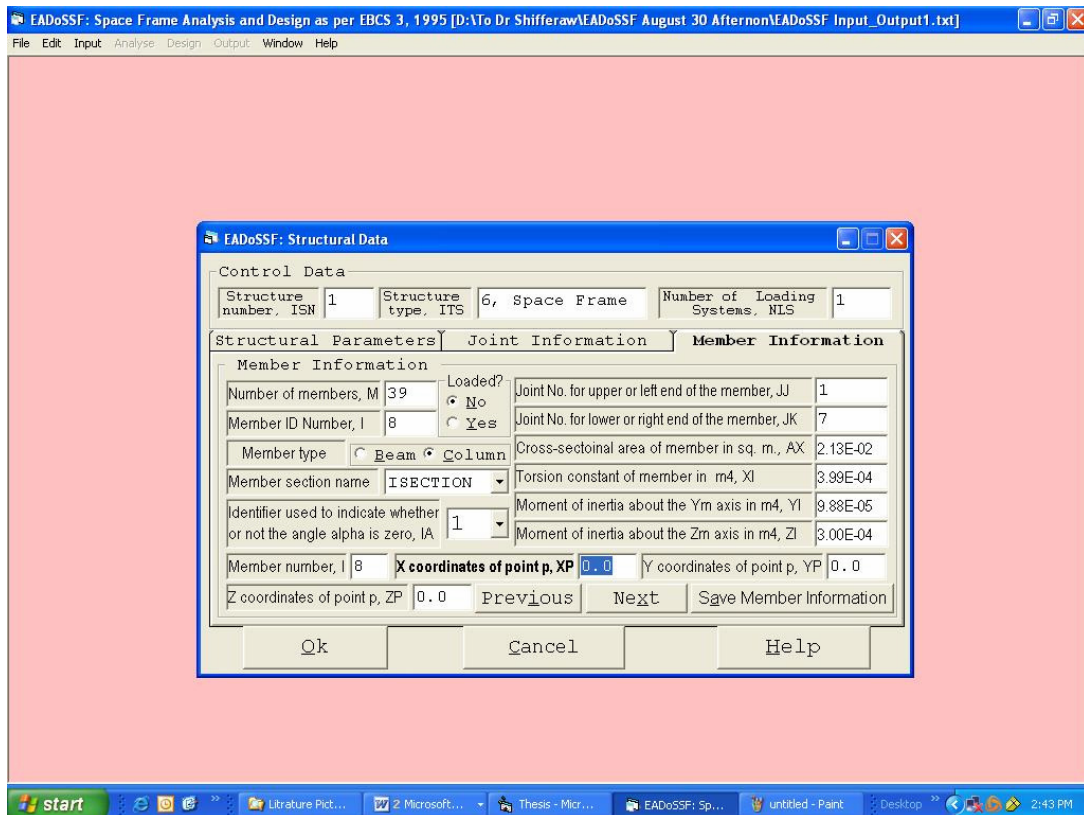 EADoSSF: Space Frame Analysis and Design as per EBCS 3, 1995 [D:\To Dr Shifferaw\EADoSSF August 30 Afternon\EADoSSF Input_Output1.txt]
File Edit Input Analyse Design Output Window Help
EADoSSF: Structural Data
Control Data
Structure number, ISN 1 Structure type, ITS 6, Space Frame Number of Loading Systems, NLS 1
Structural Parameters Joint Information Member Information
Member Information
Number of members, M 39
Loaded?
No
Yes
Joint No. for upper or left end of the member, JJ 1
Member ID Number, I 8
Joint No. for lower or right end of the member, JK 7
Member type Beam Column
Cross-sectoinal area of member in sq. m., AX 2.13E-02
Member section name ISECTION
Torsion constant of member in m4, XI 3.99E-04
Identifier used to indicate whether
or not the angle alpha is zero, IA 1
Moment of inertia about the Ym axis in m4, YI 9.88E-05
Moment of inertia about the Zm axis in m4, ZI 3.00E-04
Member number, I 8 X coordinates of point p, XP 0.0 Y coordinates of point p, YP 0.0
Z coordinates of point p, ZP 0.0 Previous Next Save Member Information
Ok Cancel Help
start Litrature Pict... 2 Microsoft... Thesis - Micr... EADoSSF: Sp... untitled - Paint Desktop 2:43 PM